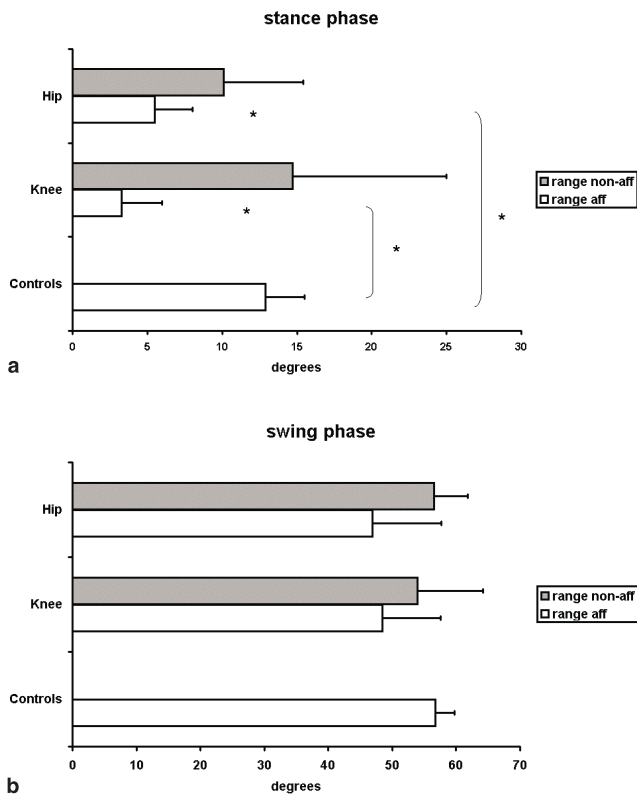 stance phase
Hip
*
Knee
*
*
*
Controls
0 5 10 15 20 25 30
degrees
range non-aff
range aff
a
swing phase
Hip
Knee
Controls
0 10 20 30 40 50 60 70
degrees
range non-aff
range aff
b